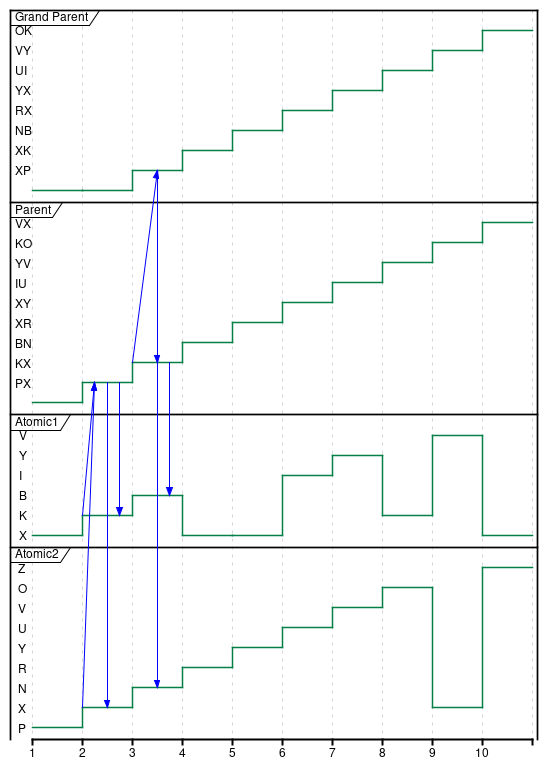 Grand Parent
OK
VY
UI
YX
RX
NB
XK
XP
Parent
VX
KO
YV
IU
XY
XR
BN
KX
PX
Atomic1
V
Y
I
B
K
X
Atomic2
Z
O
V
U
Y
R
N
X
P
1 2 3 4 5 6 7 8 9 10